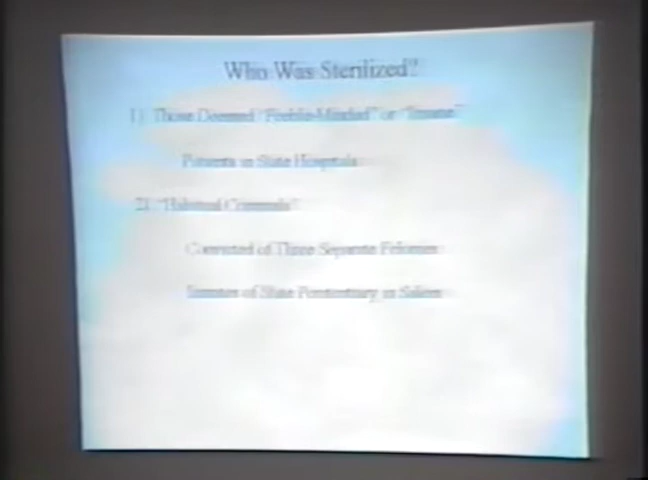 Who Was Sterilized?
1) Those Deemed "Feeble-Minded" or "Insane"
Patients in State Hospitals
2) "Habitual Criminals"
Convicted of Three Separate Felonies
Inmates of State Penitentiary in Salem